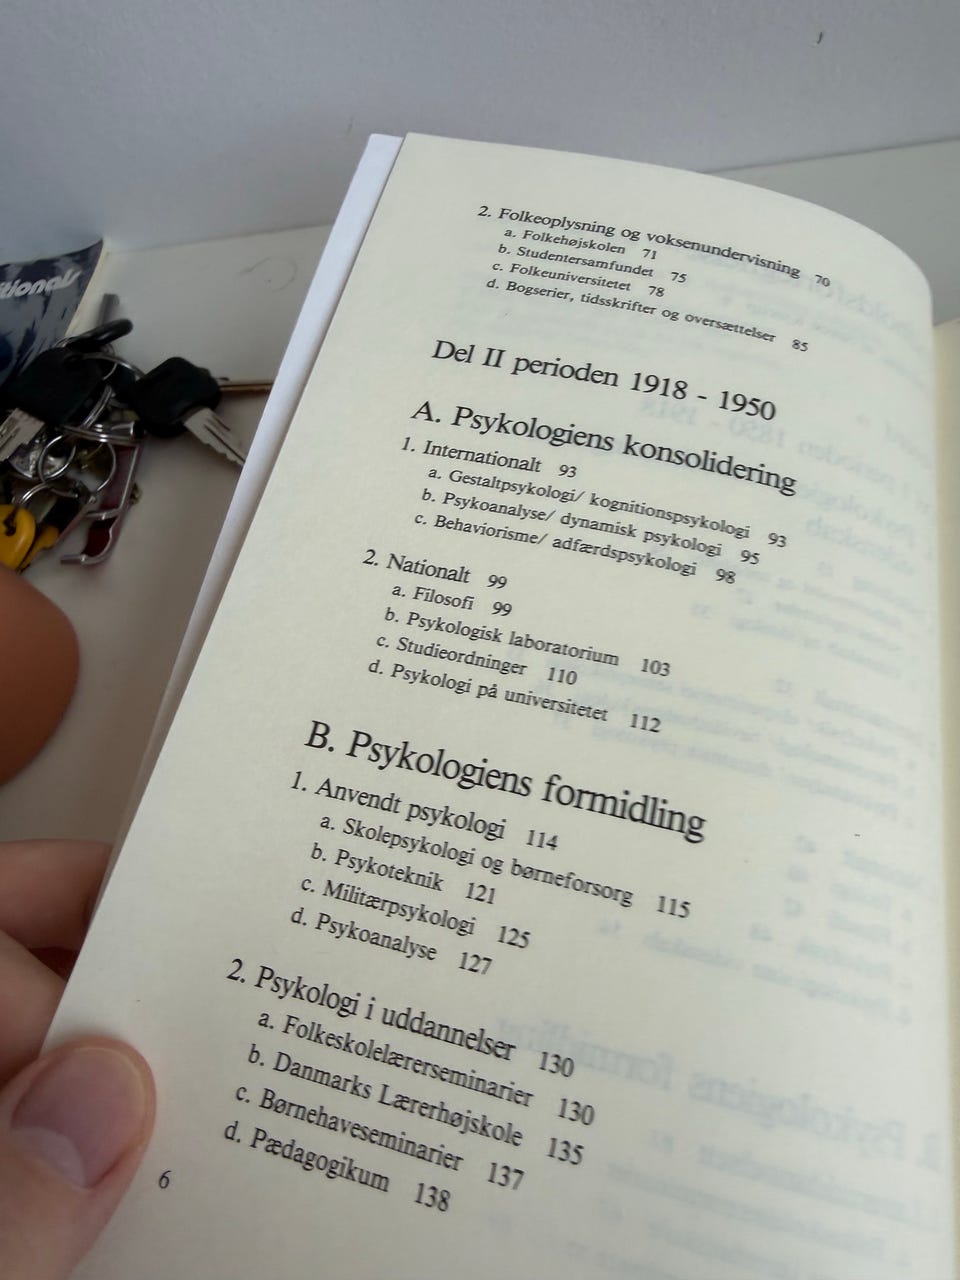 2. Folkeoplysning og voksenundervisning 70
a. Folkehøjskolen 71
b. Studentersamfundet 75
c. Folkeuniversitetet 78
d. Bogserier, tidsskrifter og oversættelser 85
Del II perioden 1918 - 1950
A. Psykologiens konsolidering
1. Internationalt 93
a. Gestaltpsykologi/ kognitionspsykologi 93
b. Psykoanalyse/ dynamisk psykologi 95
c. Behaviorisme/ adfærdspsykologi 98
2. Nationalt 99
a. Filosofi 99
b. Psykologisk laboratorium 103
c. Studieordninger 110
d. Psykologi på universitetet 112
B. Psykologiens formidling
1. Anvendt psykologi 114
a. Skolepsykologi og børneforsorg 115
b. Psykoteknik 121
c. Militærpsykologi 125
d. Psykoanalyse 127
2. Psykologi i uddannelser 130
a. Folkeskolelærerseminarier 130
b. Danmarks Lærerhøjskole 135
c. Børnehaveseminarier 137
d. Pædagogikum 138
6